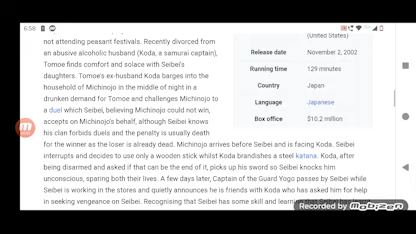 6:58
(United States)
not attending peasant festivals. Recently divorced from
an abusive alcoholic husband (Koda, a samurai captain),
Tomoe finds comfort and solace with Seibei's
daughters. Tomoe's ex-husband Koda barges into the
household of Michinojo in the middle of night in a
drunken demand for Tomoe and challenges Michinojo to
a duel which Seibei, believing Michinojo could not win,
accepts on Michinojo's behalf, although Seibei knows
his clan forbids duels and the penalty is usually death
for the winner as the loser is already dead. Michinojo arrives before Seibei and is facing Koda. Seibei
interrupts and decides to use only a wooden stick whilst Koda brandishes a steel katana. Koda, after
being disarmed and asked if that can be the end of it, picks up his sword so Seibei knocks him
unconscious, sparing both their lives. A few days later, Captain of the Guard Yogo passes by Seibei while
Seibei is working in the stores and quietly announces he is friends with Koda who has asked him for help
in seeking vengeance on Seibei. Recognising that Seibei has some skill and
Release date November 2, 2002
Running time 129 minutes
Country Japan
Language Japanese
Box office $10.2 million
Recorded by MOBIZEN